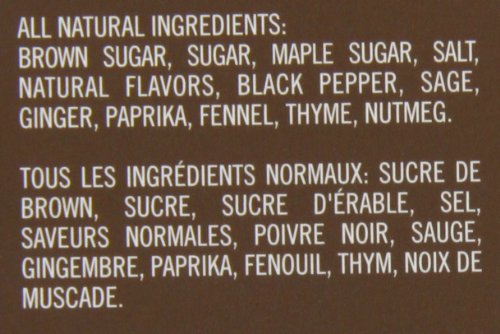 ALL NATURAL INGREDIENTS:
BROWN SUGAR, SUGAR, MAPLE SUGAR, SALT,
NATURAL FLAVORS, BLACK PEPPER, SAGE,
GINGER, PAPRIKA, FENNEL, THYME, NUTMEG.
TOUS LES INGRÉDIENTS NORMAUX: SUCRE DE
BROWN, SUCRE, SUCRE D'ÉRABLE, SEL,
SAVEURS NORMALES, POIVRE NOIR, SAUGE,
GINGEMBRE, PAPRIKA, FENOUIL, THYM, NOIX DE
MUSCADE.